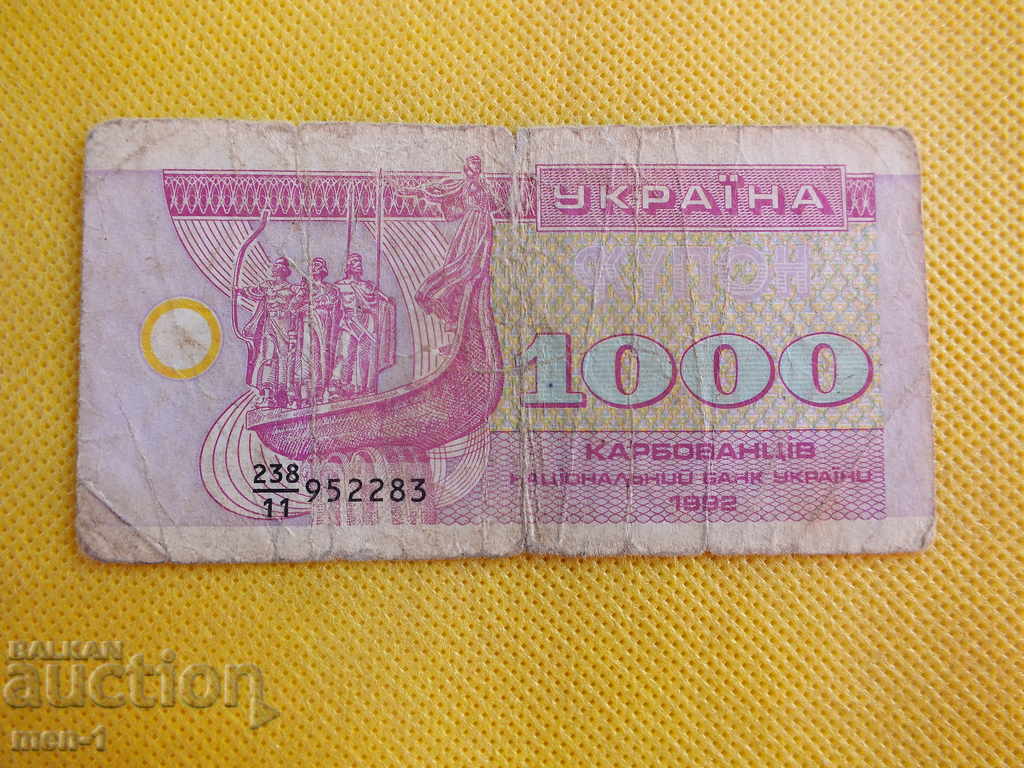 УКРАЇНА
КУПОН
1000
КАРБОВАНЦІВ
НАЦІОНАЛЬНИЙ БАНК УКРАЇНИ
1992
238/11 952283
BALKAN
auction
men-1